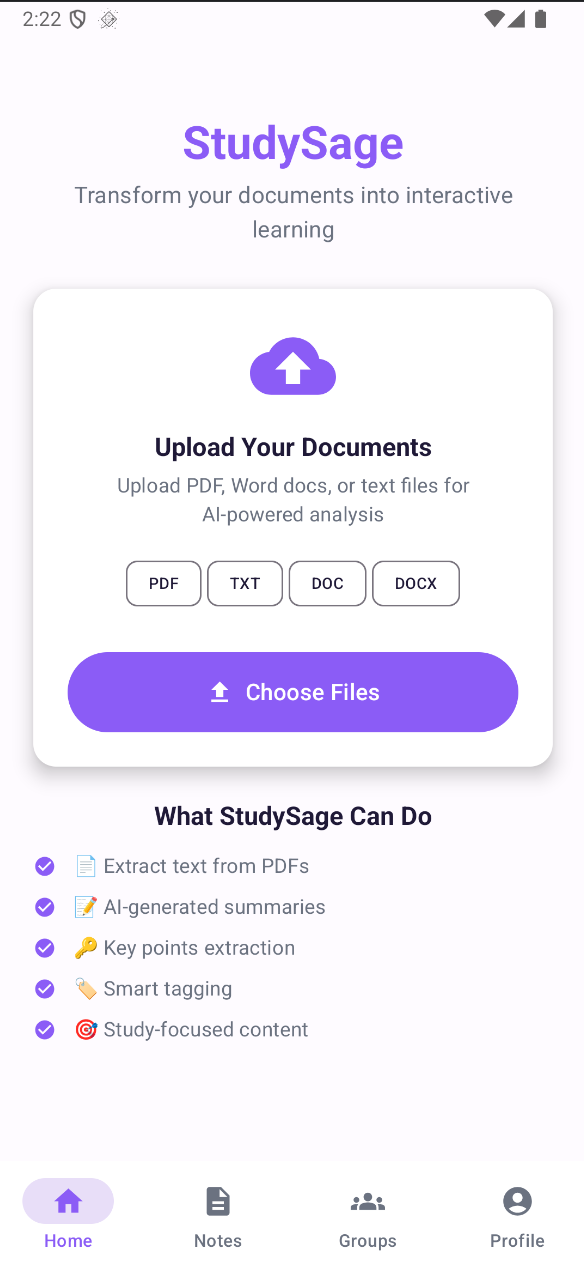 2:22
StudySage
Transform your documents into interactive
learning
Upload Your Documents
Upload PDF, Word docs, or text files for
AI-powered analysis
PDF TXT DOC DOCX
Choose Files
What StudySage Can Do
📄 Extract text from PDFs
📝 AI-generated summaries
🔑 Key points extraction
🏷️ Smart tagging
🎯 Study-focused content
Home Notes Groups Profile